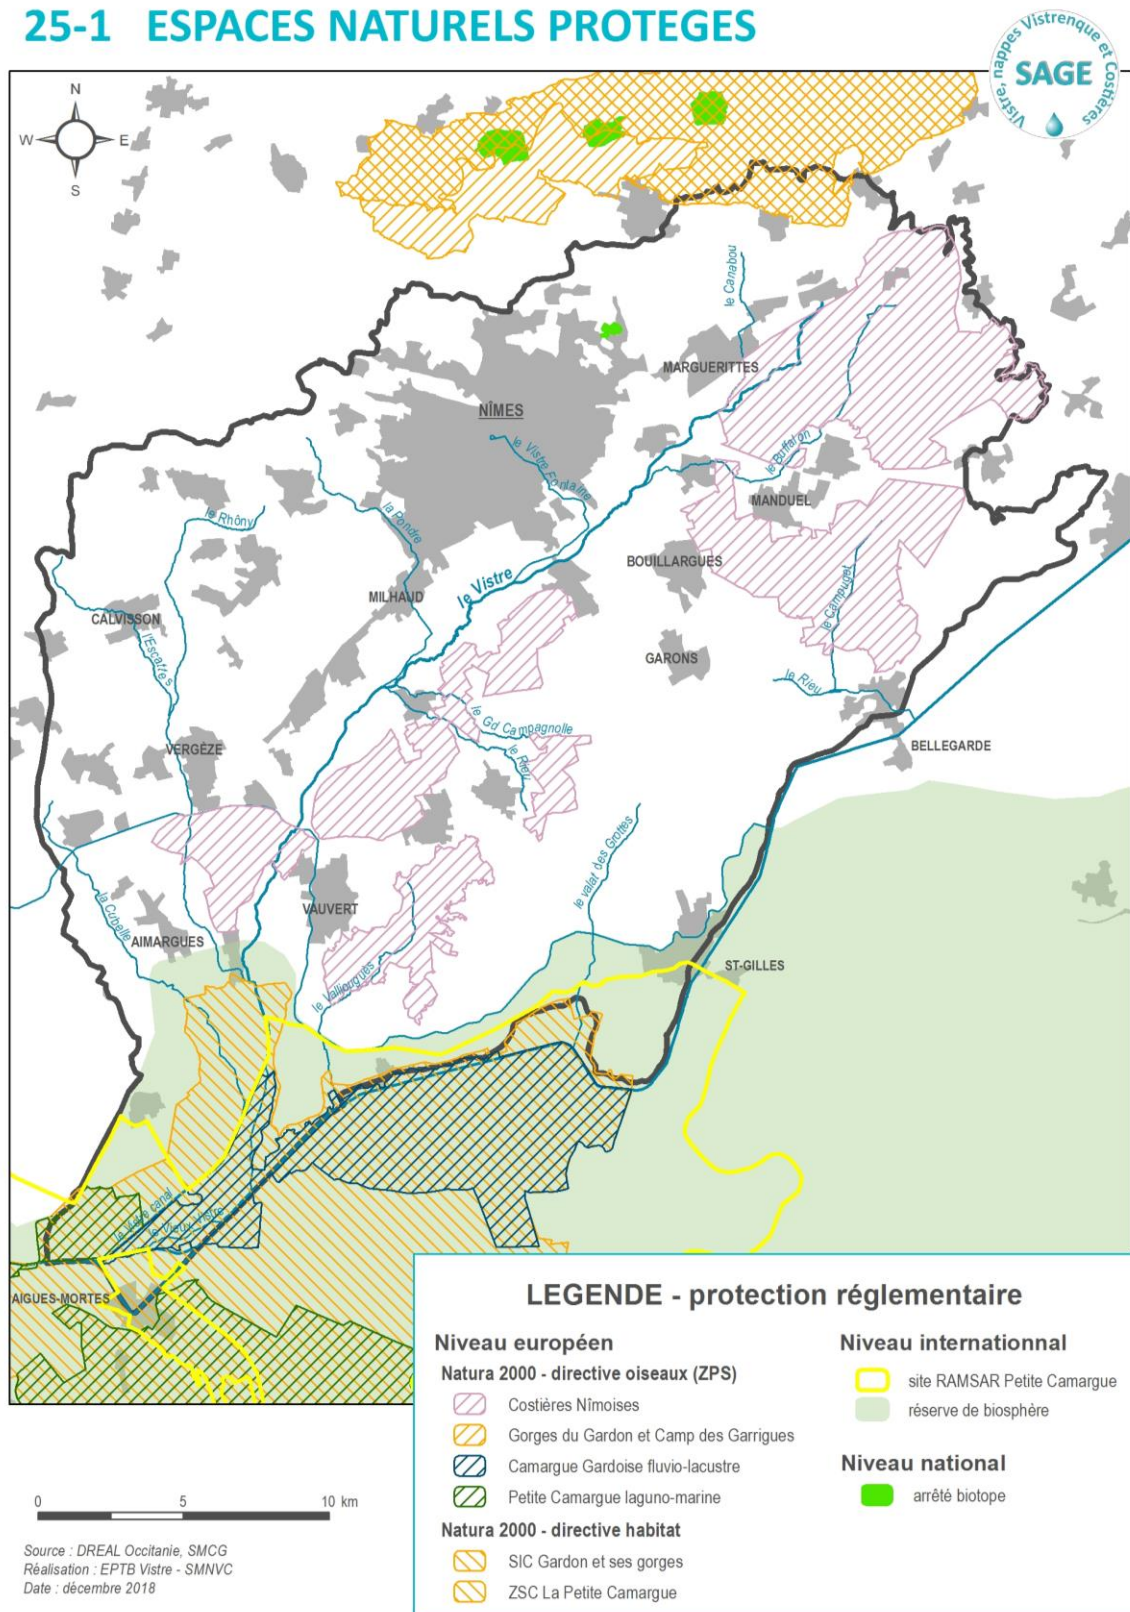 25-1 ESPACES NATURELS PROTEGES
Vistre, nappes Vistrenque et Costières
SAGE
N
W
E
S
le Canabou
MARGUERITTES
NÎMES
le Vistre Fontaine
le Buffalon
MANDUEL
la Pondre
le Rhôny
BOUILLARGUES
le Vistre
le Campuget
MILHAUD
CALVISSON
l'Escattes
GARONS
le Rieu
le Gd Campagnolle
le Rieu
VERGÈZE
BELLEGARDE
le valat des Grottes
la Cubelle
VAUVERT
AIMARGUES
ST-GILLES
le Valliougues
le Vistre canal
le Vieux Vistre
AIGUES-MORTES
LEGENDE - protection réglementaire
Niveau européen
Natura 2000 - directive oiseaux (ZPS)
Costières Nîmoises
Gorges du Gardon et Camp des Garrigues
Camargue Gardoise fluvio-lacustre
Petite Camargue laguno-marine
Natura 2000 - directive habitat
SIC Gardon et ses gorges
ZSC La Petite Camargue
Niveau internationnal
site RAMSAR Petite Camargue
réserve de biosphère
Niveau national
arrêté biotope
0 5 10 km
Source : DREAL Occitanie, SMCG
Réalisation : EPTB Vistre - SMNVC
Date : décembre 2018